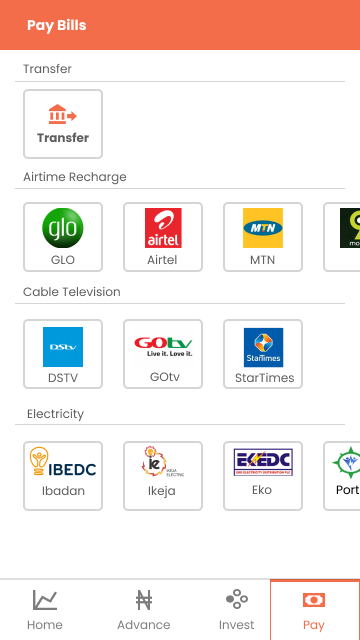 Pay Bills
Transfer
Transfer
Airtime Recharge
glo
airtel
MTN
9
mo
GLO
Airtel
MTN
Cable Television
DStv
GOtv
Live it. Love it.
StarTimes
DSTV
GOtv
StarTimes
Electricity
IBEDC
ie
IKEJA
ELECTRIC
EKEDC
EKO ELECTRICITY DISTRIBUTION PLC
Ibadan
Ikeja
Eko
Port
Home
Advance
Invest
Pay